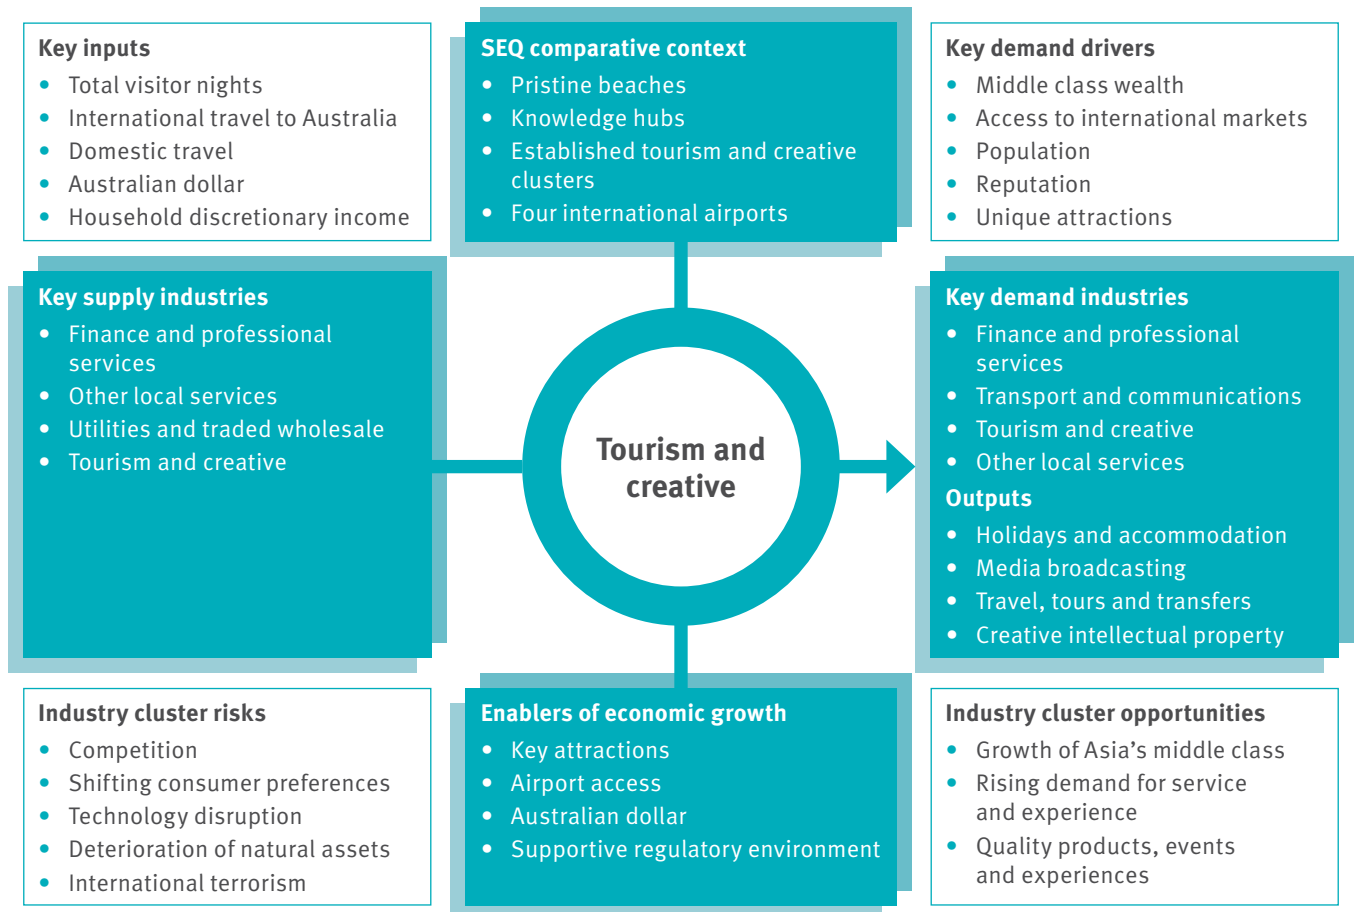 Key inputs
• Total visitor nights
• International travel to Australia
• Domestic travel
• Australian dollar
• Household discretionary income
SEQ comparative context
• Pristine beaches
• Knowledge hubs
• Established tourism and creative
clusters
• Four international airports
Key demand drivers
• Middle class wealth
• Access to international markets
• Population
• Reputation
• Unique attractions
Key supply industries
• Finance and professional
services
• Other local services
• Utilities and traded wholesale
• Tourism and creative
Tourism and
creative
Key demand industries
• Finance and professional
services
• Transport and communications
• Tourism and creative
• Other local services
Outputs
• Holidays and accommodation
• Media broadcasting
• Travel, tours and transfers
• Creative intellectual property
Industry cluster risks
• Competition
• Shifting consumer preferences
• Technology disruption
• Deterioration of natural assets
• International terrorism
Enablers of economic growth
• Key attractions
• Airport access
• Australian dollar
• Supportive regulatory environment
Industry cluster opportunities
• Growth of Asia’s middle class
• Rising demand for service
and experience
• Quality products, events
and experiences